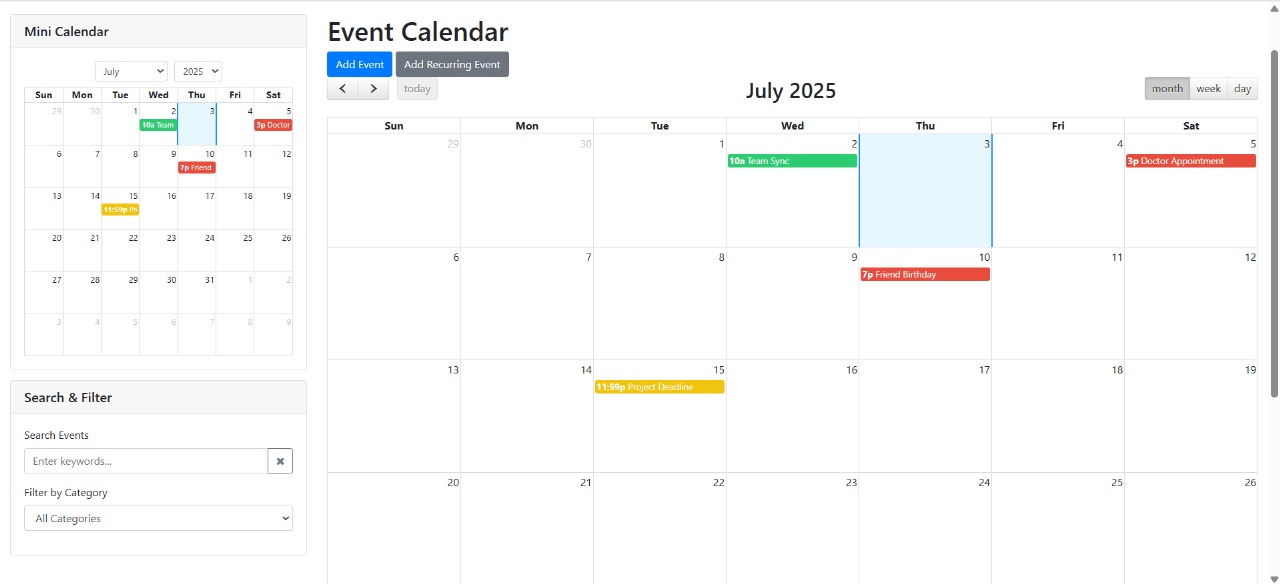 Mini Calendar
July 2025
Sun Mon Tue Wed Thu Fri Sat
29 30 1 2 3 4 5
10a Team 3p Doctor
6 7 8 9 10 11 12
7p Friend
13 14 15 16 17 18 19
11:59p Pr
20 21 22 23 24 25 26
27 28 29 30 31 1 2
3 4 5 6 7 8 9
Search & Filter
Search Events
Enter keywords...
Filter by Category
All Categories
Event Calendar
Add Event Add Recurring Event
today July 2025 month week day
Sun Mon Tue Wed Thu Fri Sat
29 30 1 2 3 4 5
10a Team Sync 3p Doctor Appointment
6 7 8 9 10 11 12
7p Friend Birthday
13 14 15 16 17 18 19
11:59p Project Deadline
20 21 22 23 24 25 26